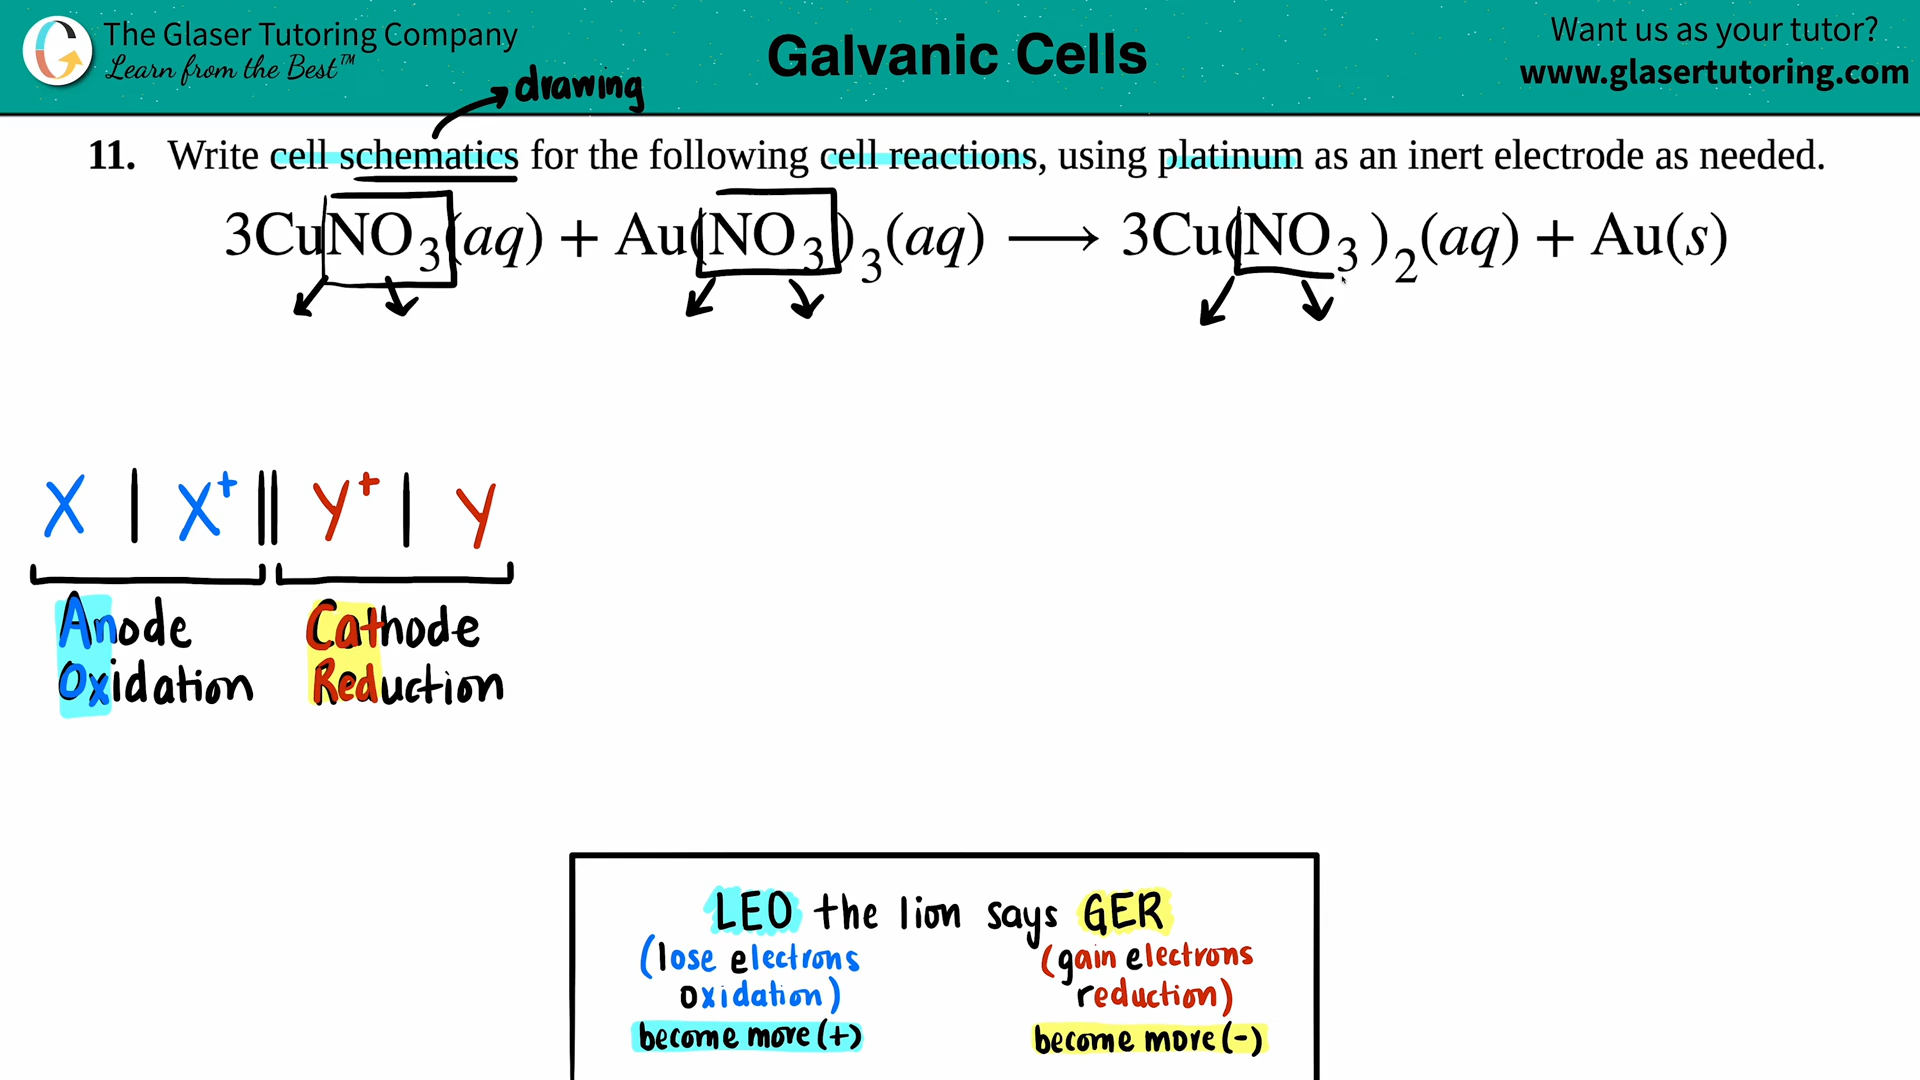 The Glaser Tutoring Company
Learn from the Best™
Galvanic Cells
Want us as your tutor?
www.glasertutoring.com
drawing
11. Write cell schematics for the following cell reactions, using platinum as an inert electrode as needed.
3CuNO₃(aq) + Au(NO₃)₃(aq) ⟶ 3Cu(NO₃)₂(aq) + Au(s)
X | X⁺ || Y⁺ | Y
Anode Cathode
Oxidation Reduction
LEO the lion says GER
(lose electrons (gain electrons
oxidation) reduction)
become more (+) become more (-)